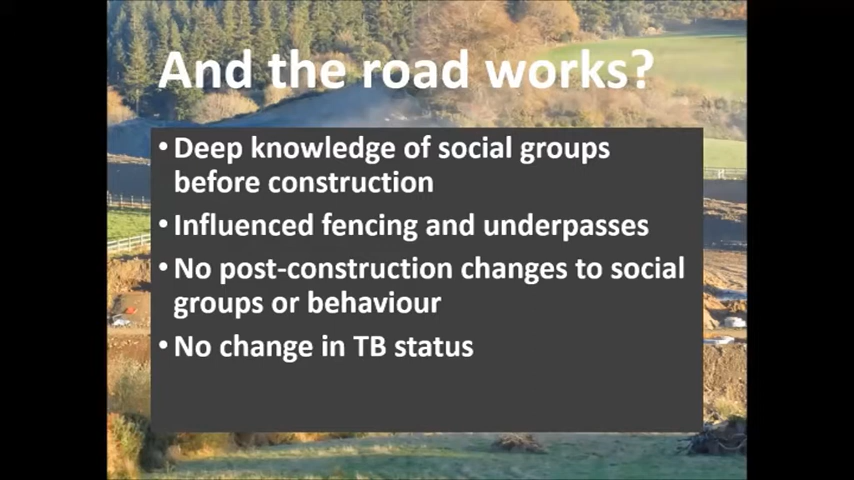 And the road works?
• Deep knowledge of social groups
before construction
• Influenced fencing and underpasses
• No post-construction changes to social
groups or behaviour
• No change in TB status